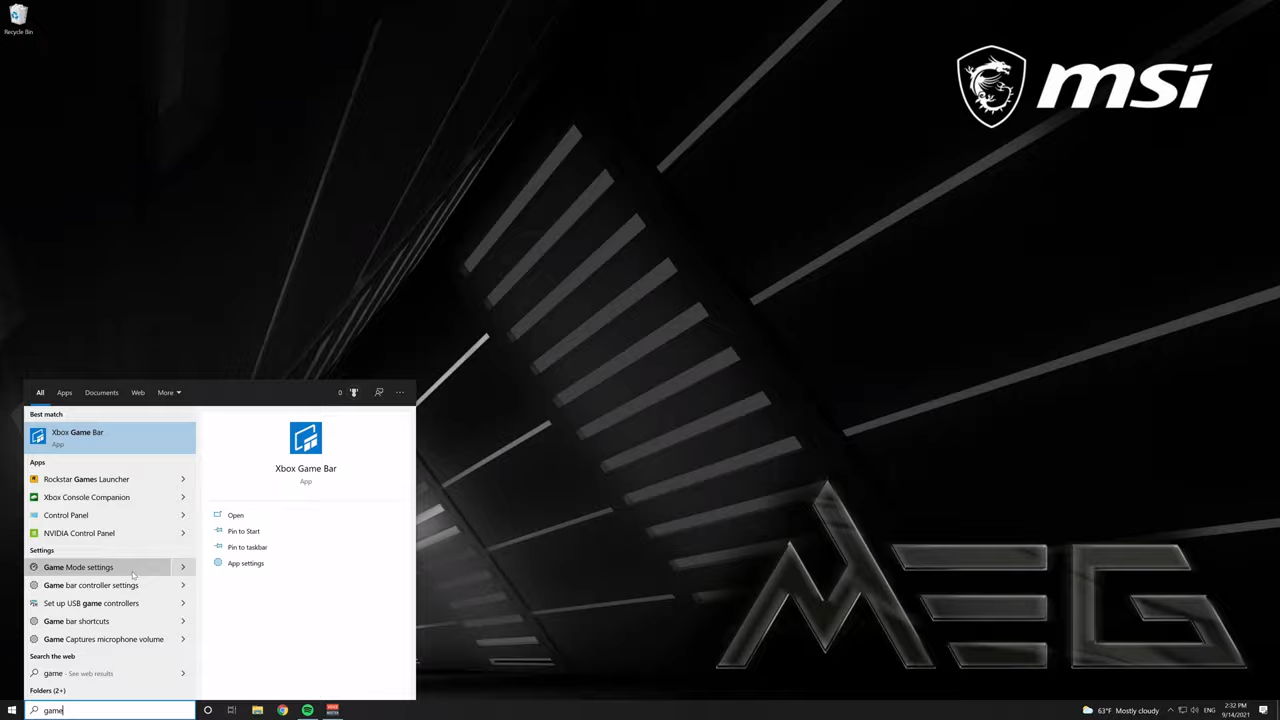 Recycle Bin
msi
MEG
All
Apps
Documents
Web
More
0
Best match
Xbox Game Bar
App
Apps
Rockstar Games Launcher
Xbox Console Companion
Control Panel
NVIDIA Control Panel
Settings
Game Mode settings
Game bar controller settings
Set up USB game controllers
Game bar shortcuts
Game Captures microphone volume
Search the web
game - See web results
Folders (2+)
Xbox Game Bar
App
Open
Pin to Start
Pin to taskbar
App settings
game
63°F Mostly cloudy
ENG
2:32 PM
9/14/2021